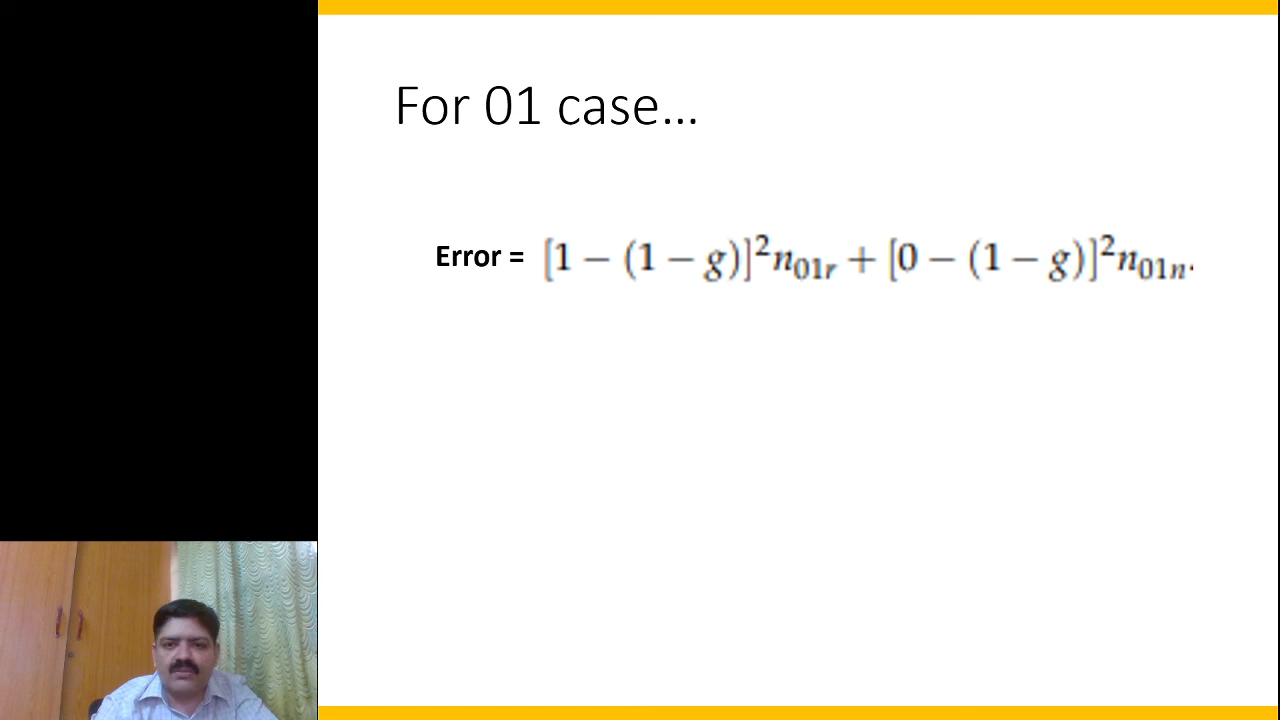 For 01 case...
Error = [1 − (1 − g)]²n₀₁ᵣ + [0 − (1 − g)]²n₀₁ₙ.